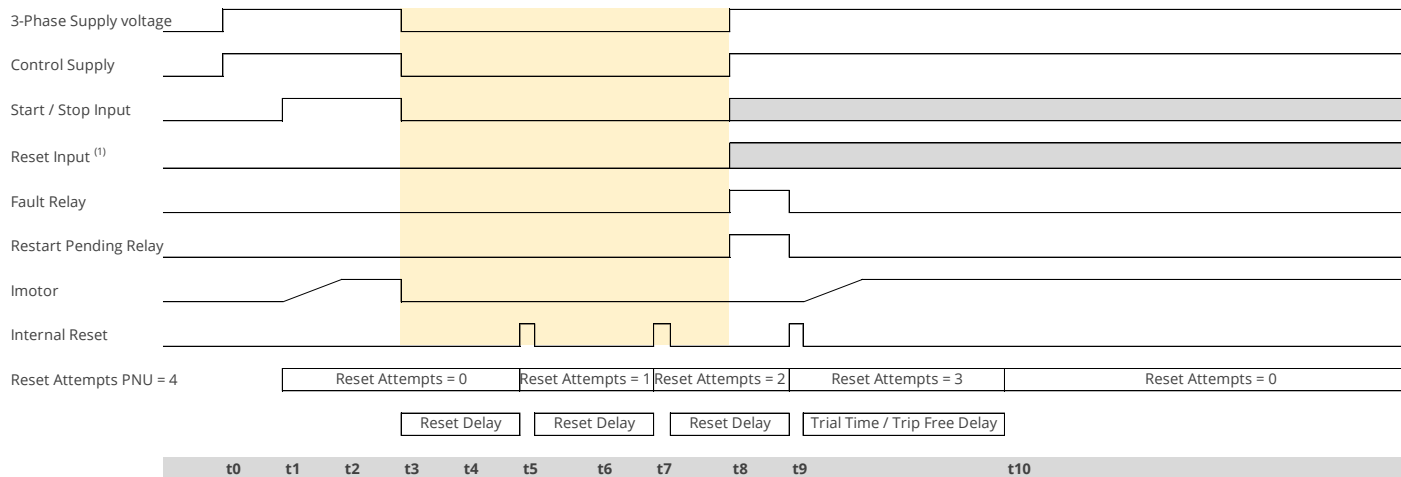 3-Phase Supply voltage
Control Supply
Start / Stop Input
Reset Input (1)
Fault Relay
Restart Pending Relay
Imotor
Internal Reset
Reset Attempts PNU = 4 Reset Attempts = 0 Reset Attempts = 1 Reset Attempts = 2 Reset Attempts = 3 Reset Attempts = 0
Reset Delay Reset Delay Reset Delay Trial Time / Trip Free Delay
t0 t1 t2 t3 t4 t5 t6 t7 t8 t9 t10